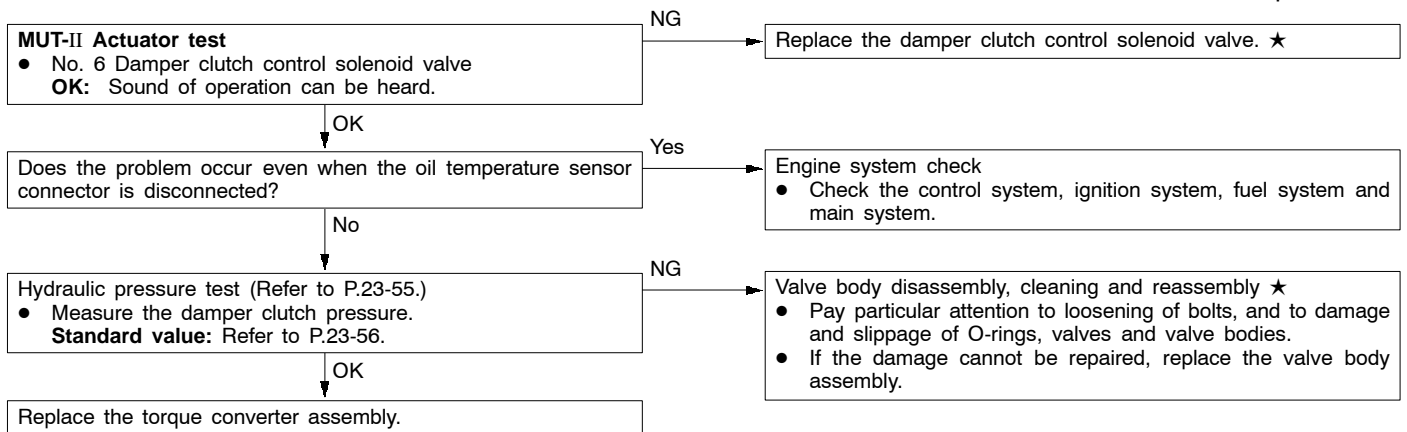 NG
MUT-II Actuator test
● No. 6 Damper clutch control solenoid valve
OK: Sound of operation can be heard.
Replace the damper clutch control solenoid valve. ★
OK
Does the problem occur even when the oil temperature sensor
connector is disconnected?
Yes
Engine system check
● Check the control system, ignition system, fuel system and
main system.
No
Hydraulic pressure test (Refer to P.23-55.)
● Measure the damper clutch pressure.
Standard value: Refer to P.23-56.
NG
Valve body disassembly, cleaning and reassembly ★
● Pay particular attention to loosening of bolts, and to damage
and slippage of O-rings, valves and valve bodies.
● If the damage cannot be repaired, replace the valve body
assembly.
OK
Replace the torque converter assembly.